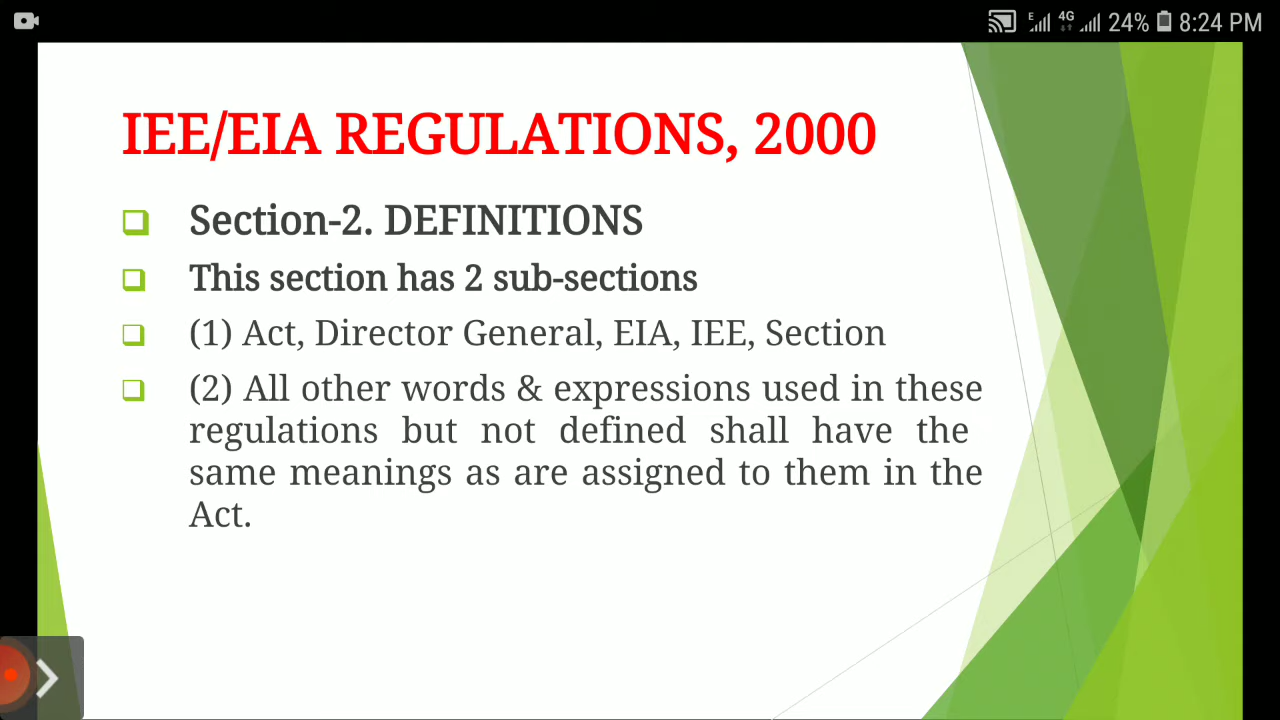 E 4G 24% 8:24 PM
IEE/EIA REGULATIONS, 2000
Section-2. DEFINITIONS
This section has 2 sub-sections
(1) Act, Director General, EIA, IEE, Section
(2) All other words & expressions used in these
regulations but not defined shall have the
same meanings as are assigned to them in the
Act.